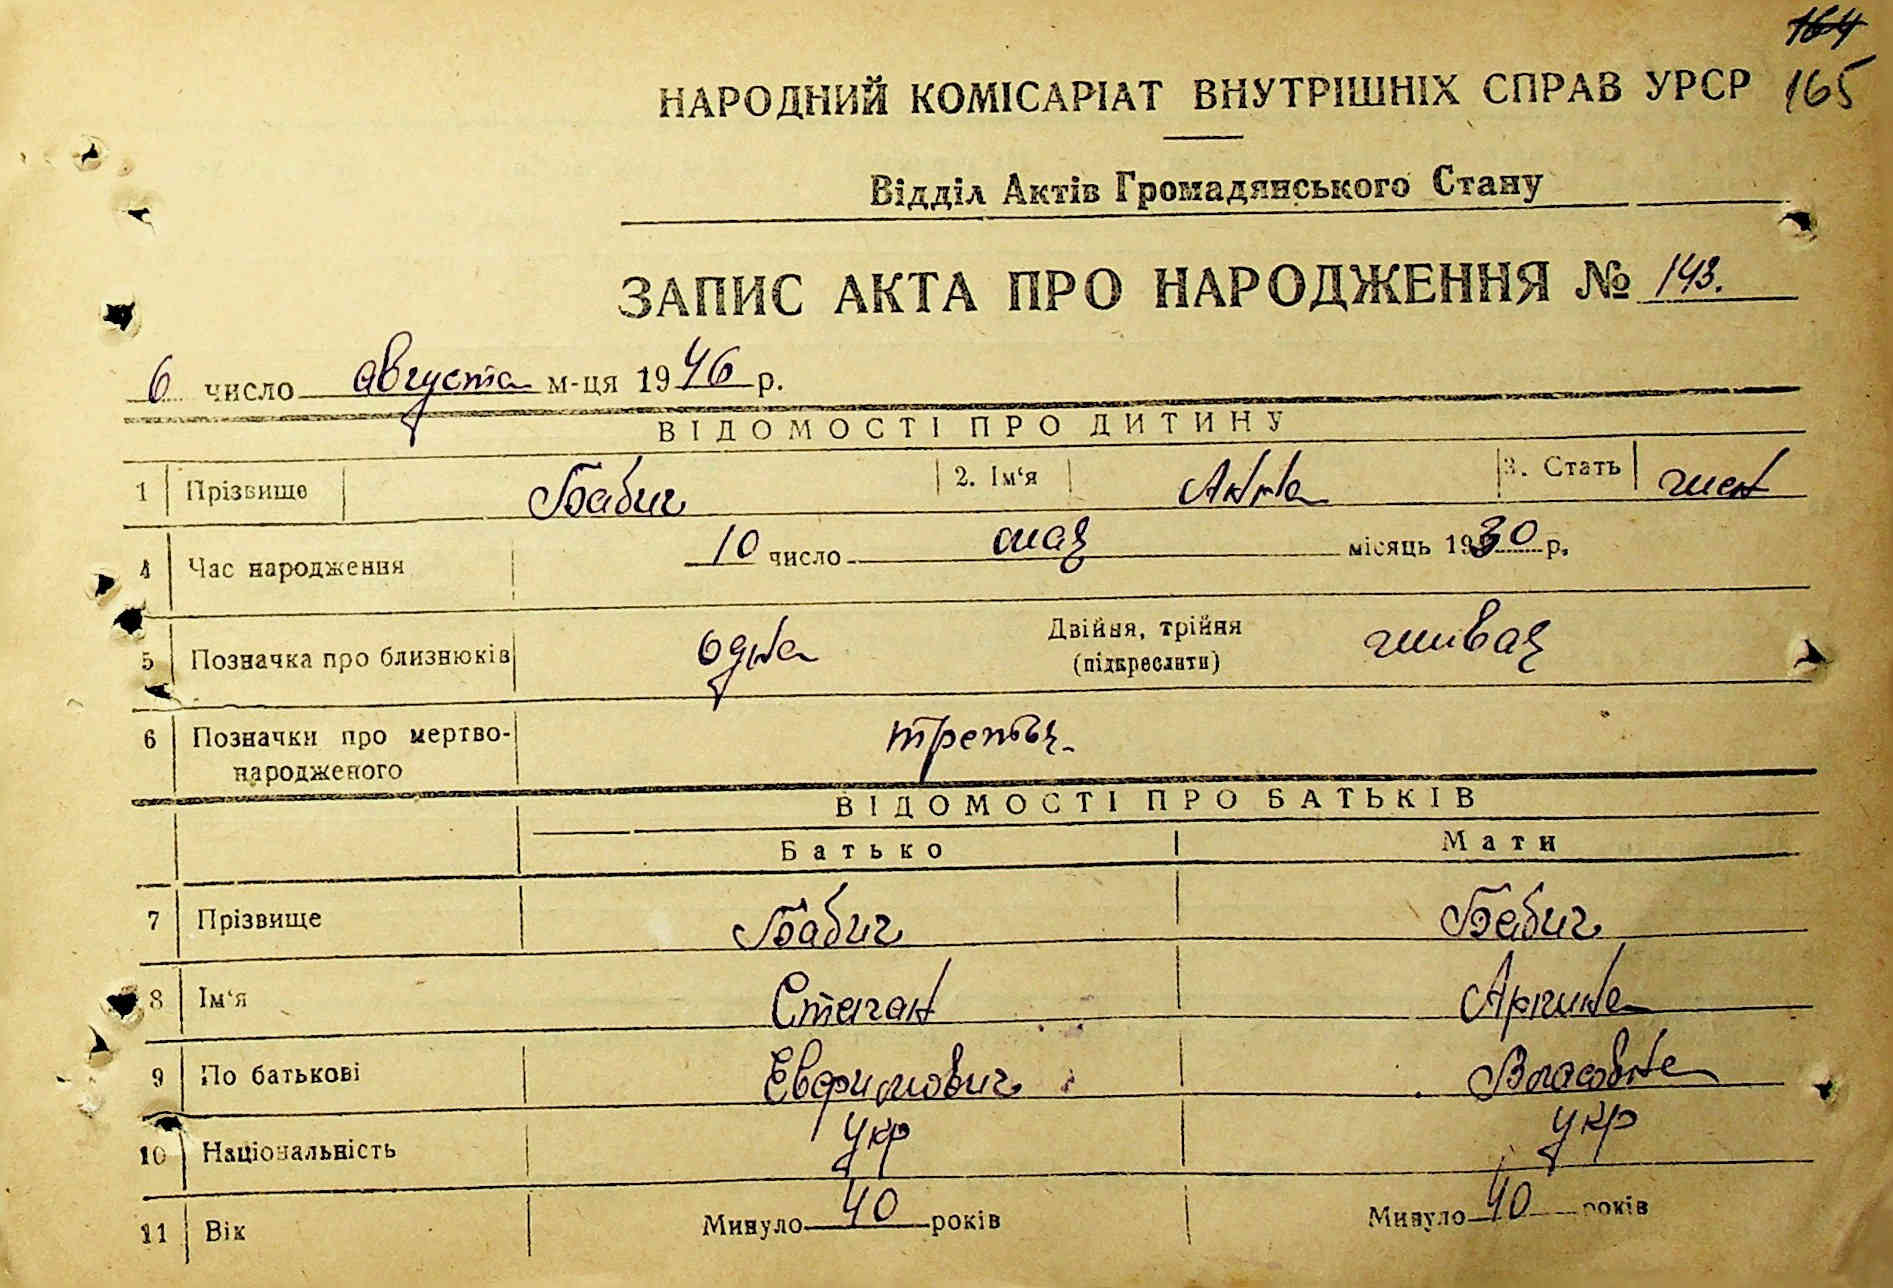 164
НАРОДНИЙ КОМІСАРІАТ ВНУТРІШНІХ СПРАВ УРСР 165
Відділ Актів Громадянського Стану
ЗАПИС АКТА ПРО НАРОДЖЕННЯ № 143.
6 число августа м-ця 1946 р.
ВІДОМОСТІ ПРО ДИТИНУ
1 Прізвище Бабич 2. Ім'я Анна 3. Стать жен
4 Час народження 10 число мая місяць 1930 р.
5 Позначка про близнюків одна Двійня, трійня (підкреслити) живая
6 Позначки про мертво-
народженого третья
ВІДОМОСТІ ПРО БАТЬКІВ
Батько Мати
7 Прізвище Бабич Бабич
8 Ім'я Степан
9 По батькові Евфимович Власовна
10 Національність укр укр
11 Вік Минуло 40 років Минуло 40 років